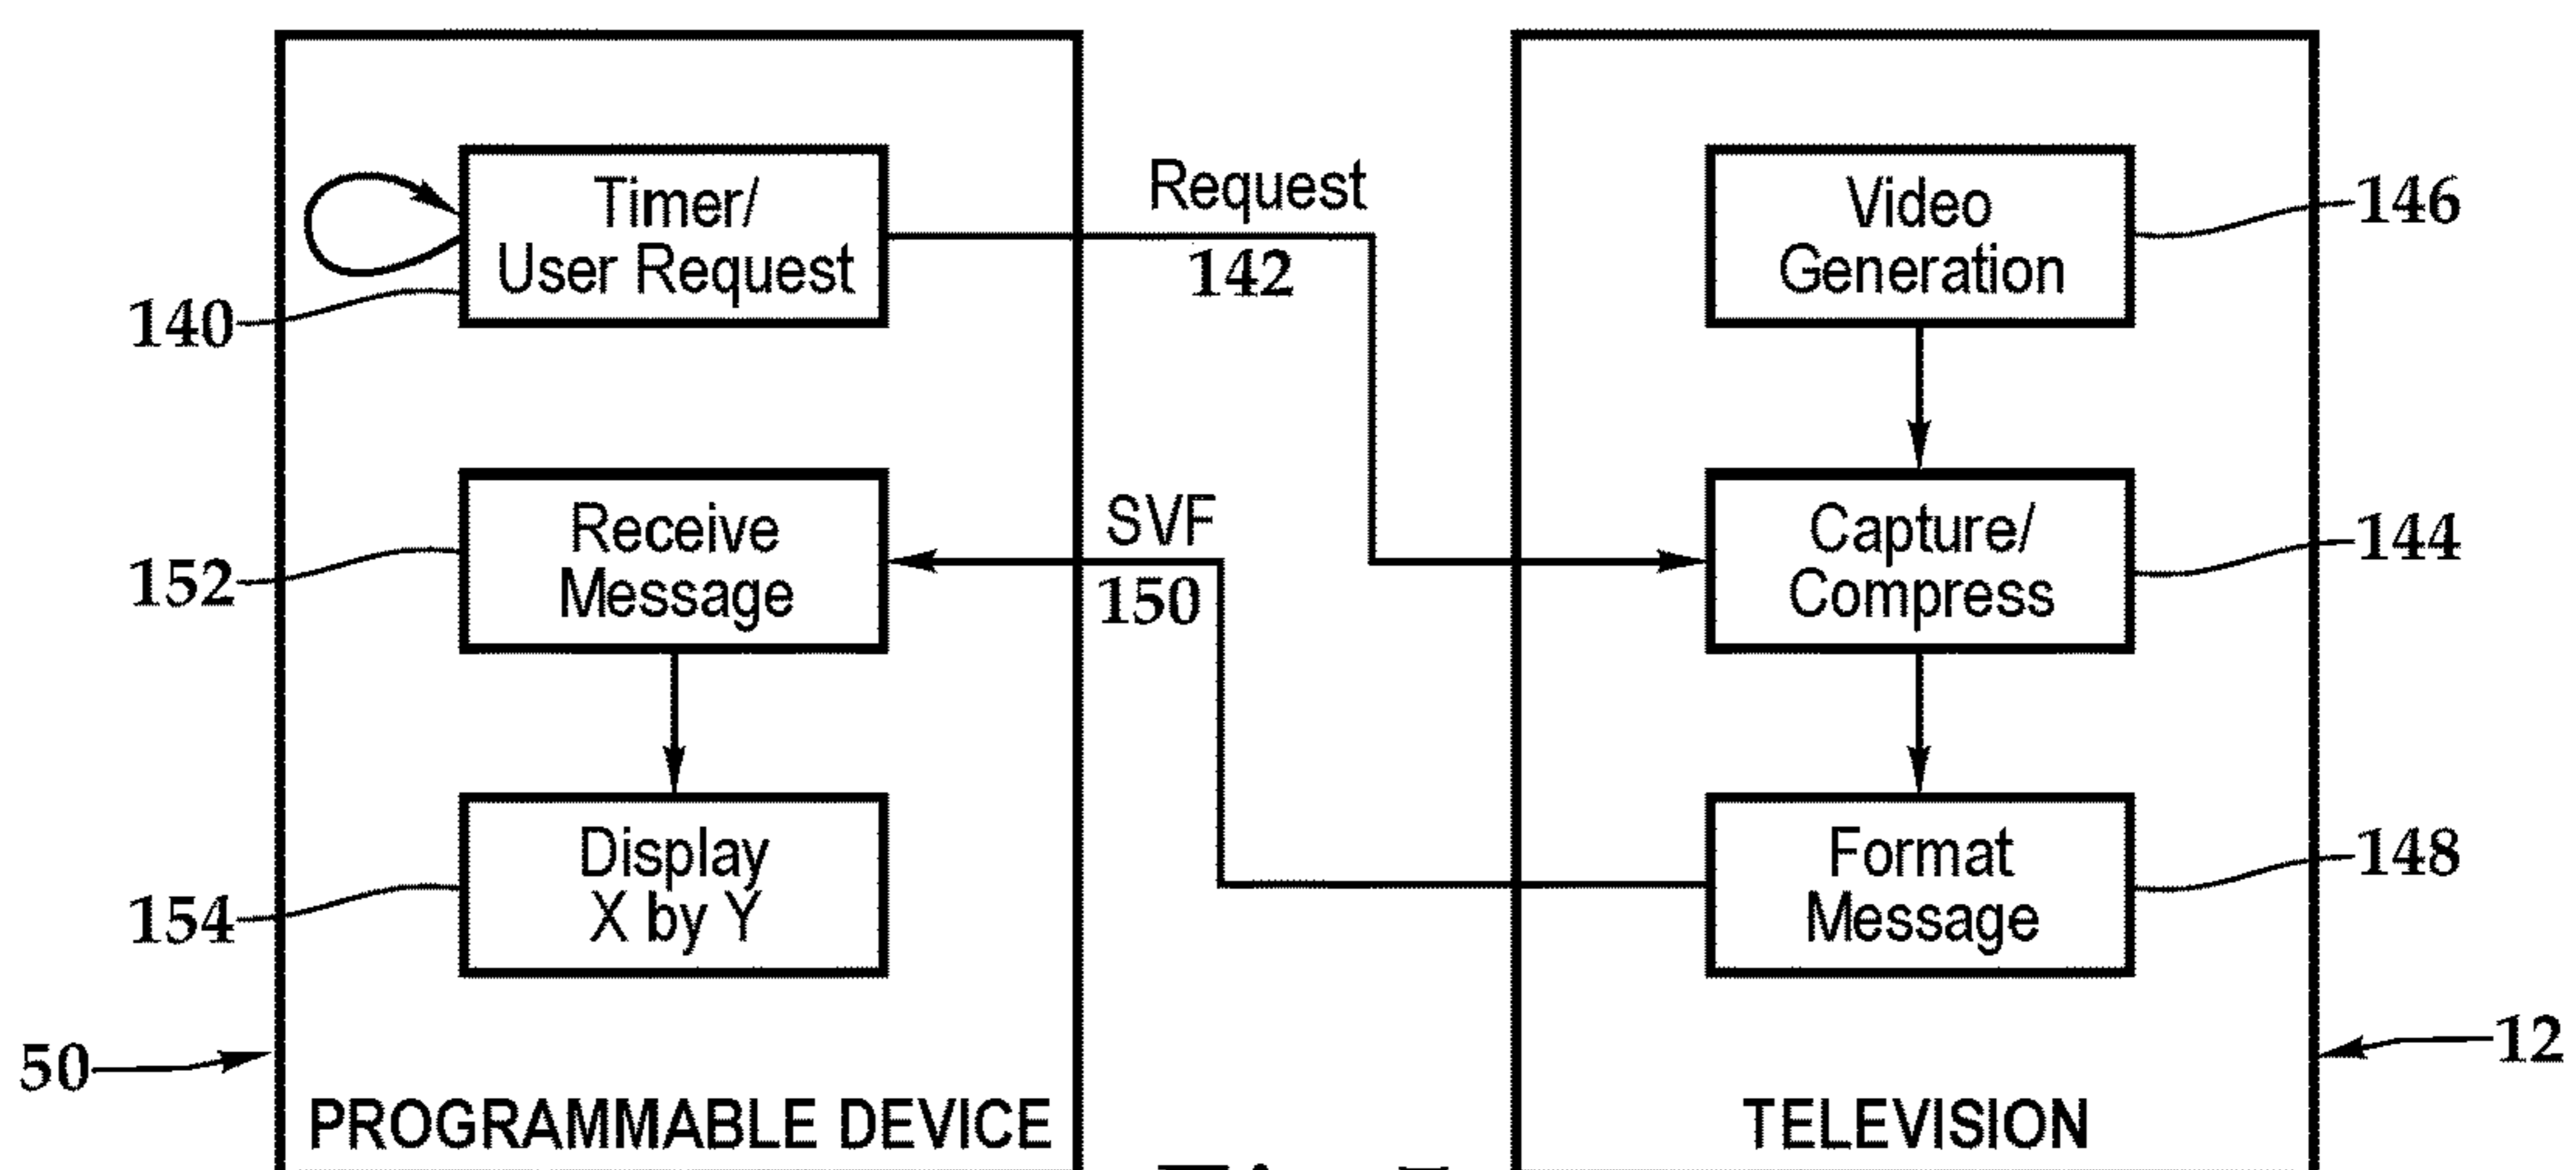 Timer/
User Request
140
Request
142
Video
Generation
146
Receive
Message
152
SVF
150
Capture/
Compress
144
Display
X by Y
154
Format
Message
148
50
PROGRAMMABLE DEVICE
TELEVISION
12